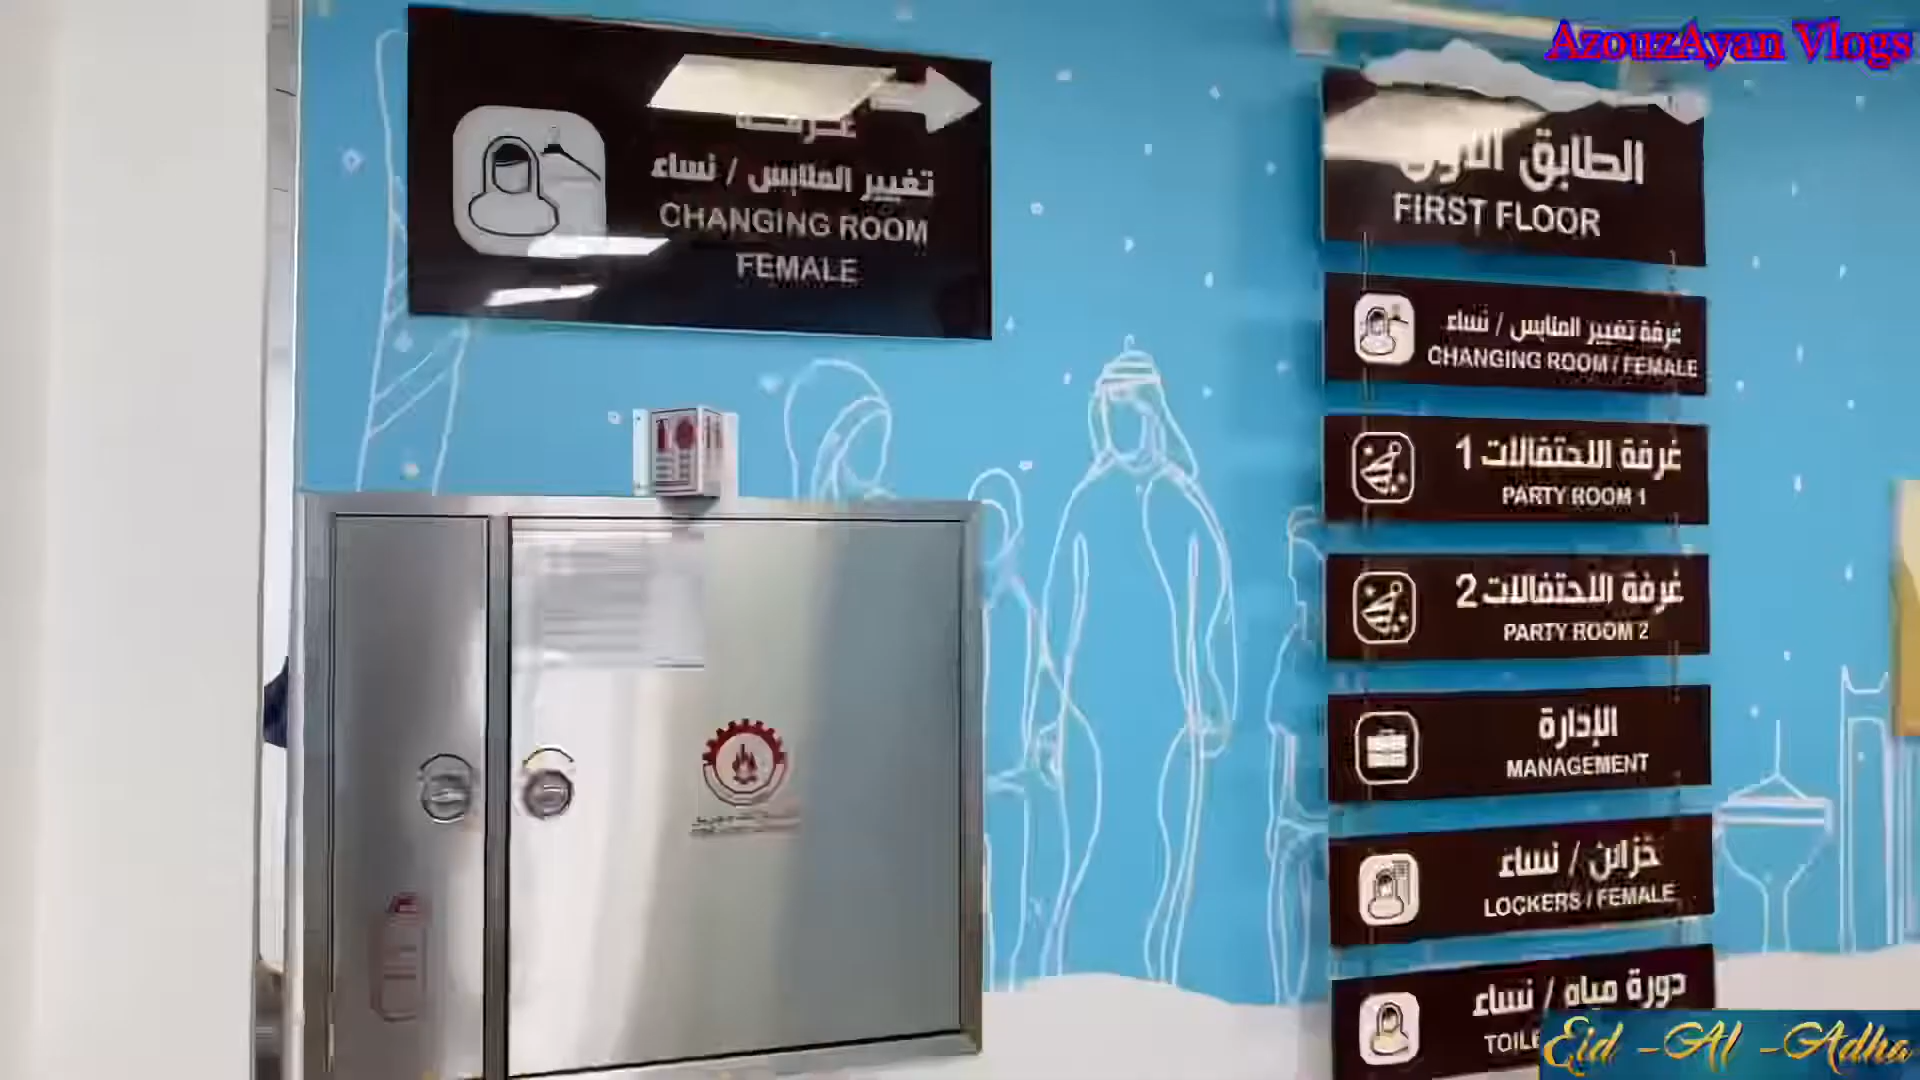 AzouzAyan Vlogs
غرفة
تغيير الملابس / نساء
CHANGING ROOM
FEMALE
الطابق الأول
FIRST FLOOR
غرفة تغيير الملابس / نساء
CHANGING ROOM / FEMALE
غرفة الاحتفالات 1
PARTY ROOM 1
غرفة الاحتفالات 2
PARTY ROOM 2
الإدارة
MANAGEMENT
خزائن / نساء
LOCKERS / FEMALE
دورة مياه / نساء
Eid -Al -Adha